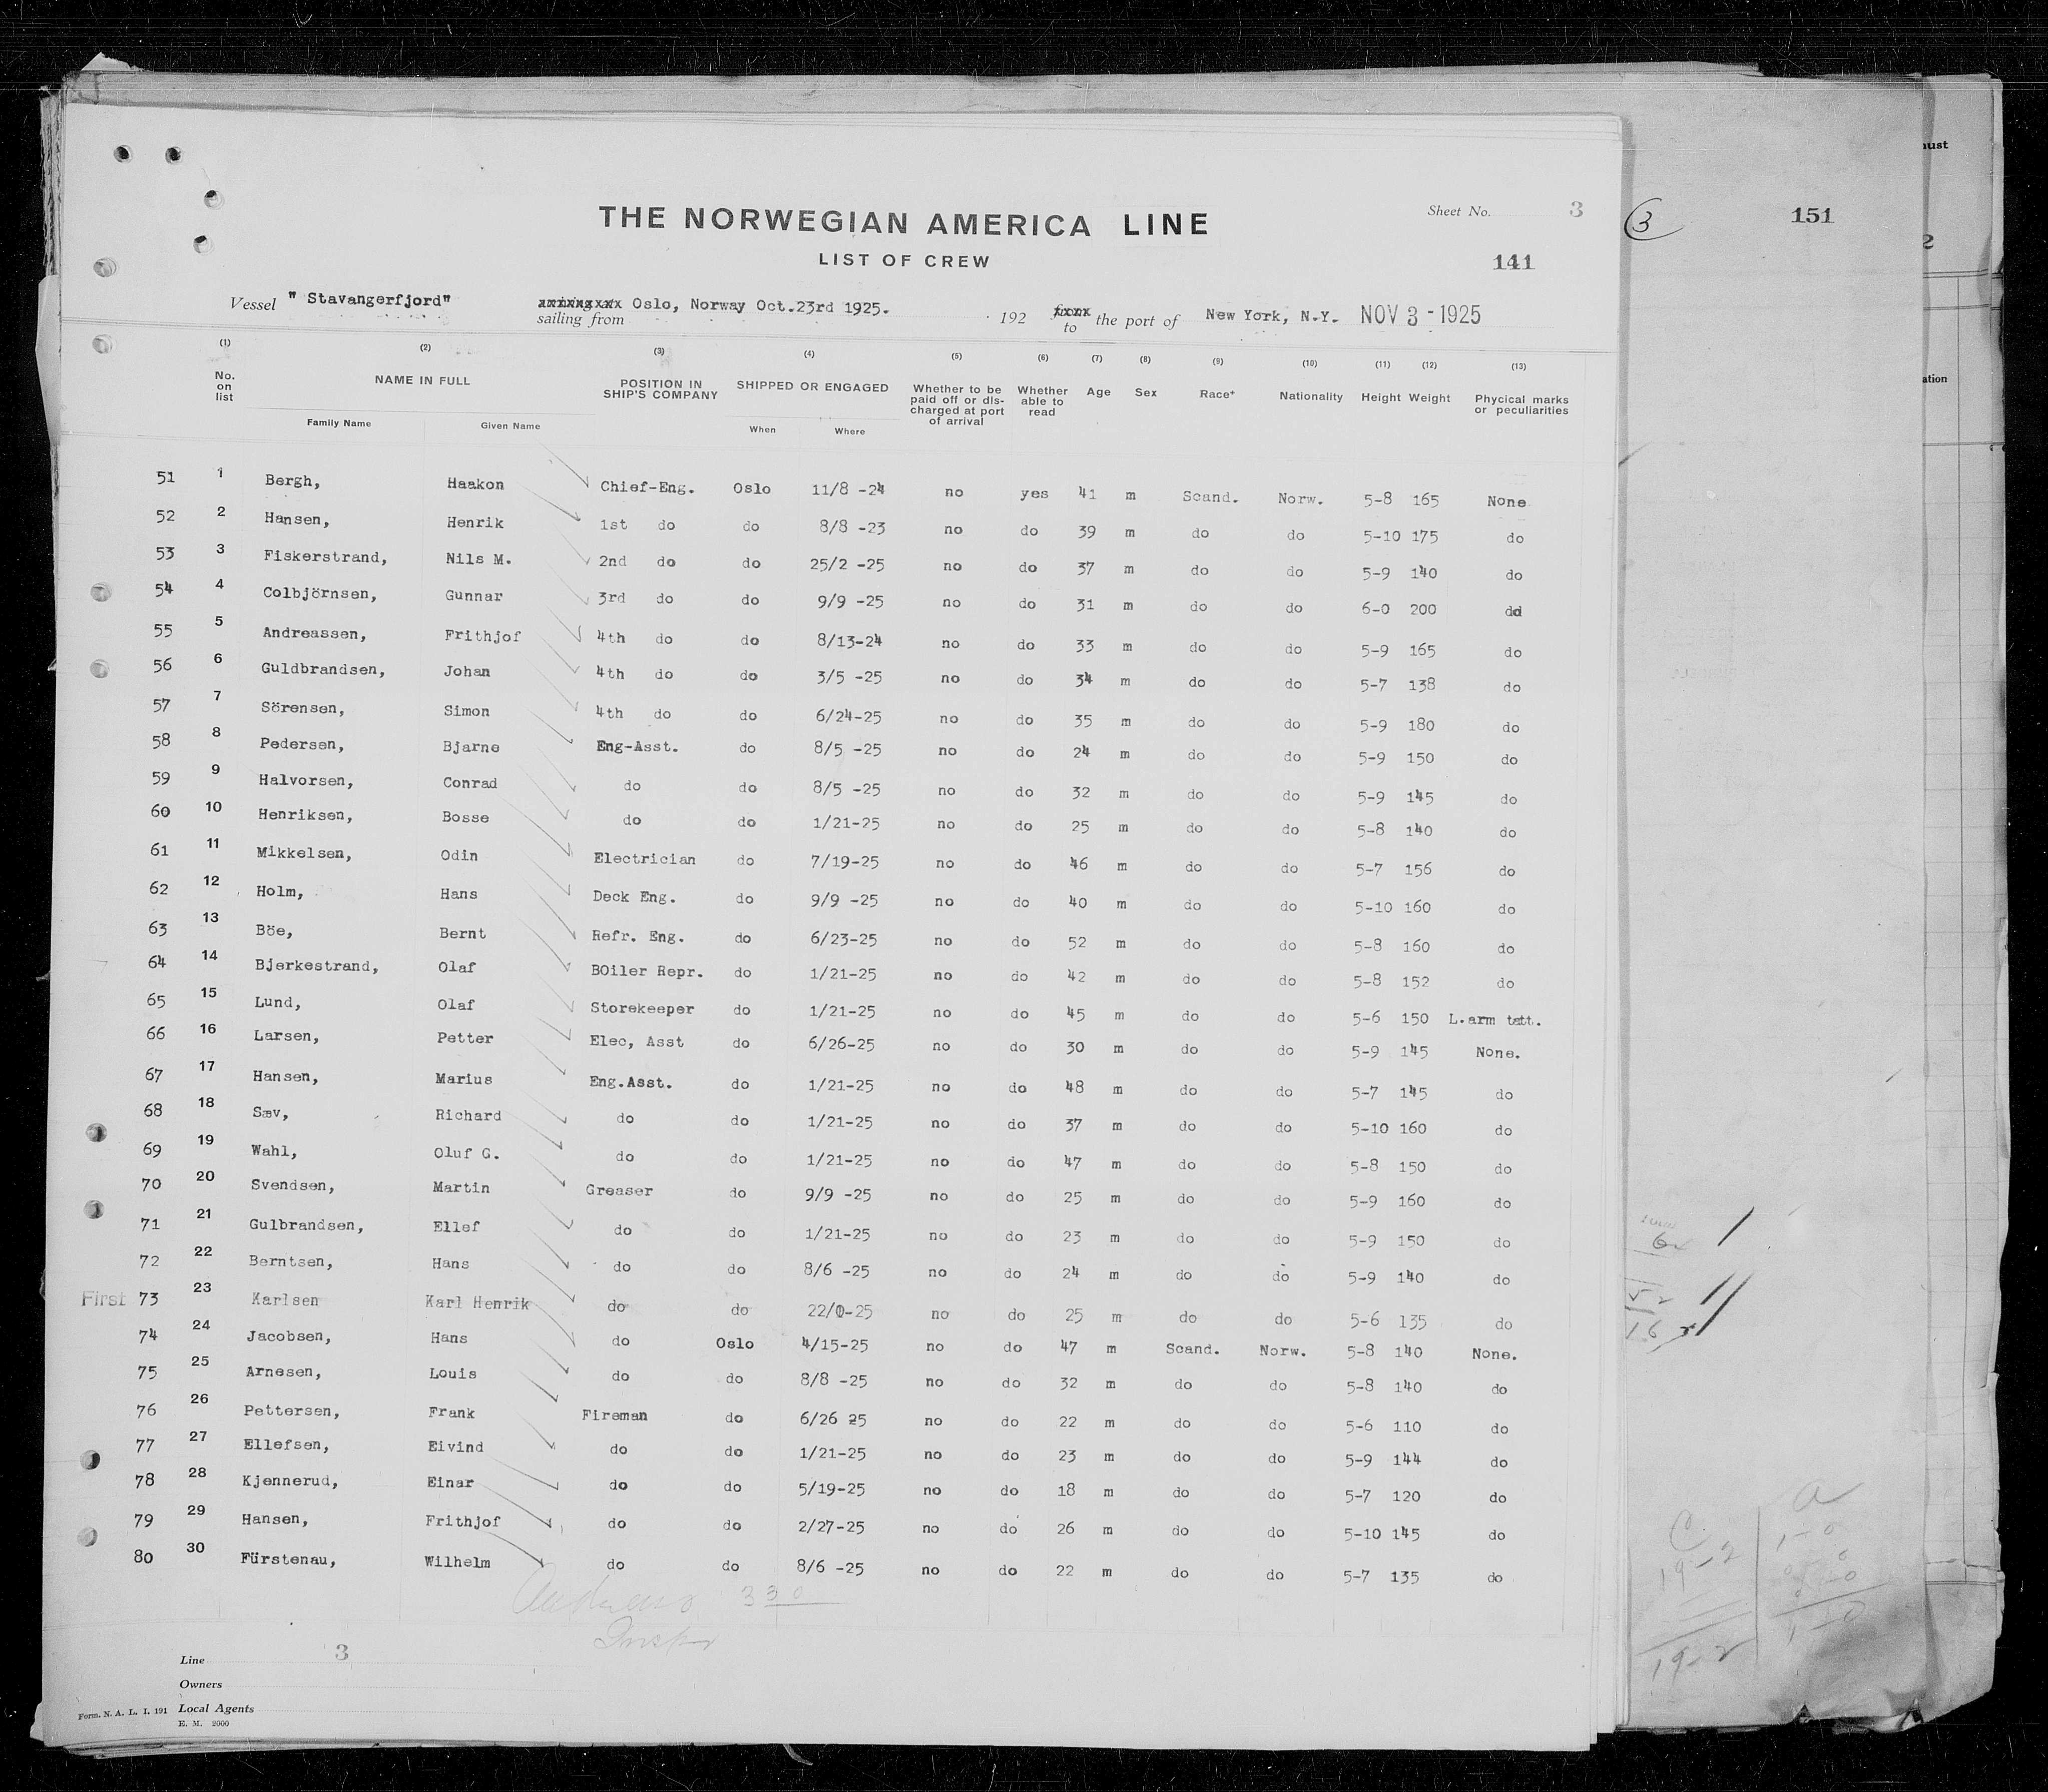 THE NORWEGIAN AMERICA LINE
Sheet No. 3
LIST OF CREW
141
Vessel " Stavangerfjord" sailing from Oslo, Norway Oct.23rd 1925. 192 to the port of New York, N.Y. NOV 3 - 1925
(1) (2) (3) (4) (5) (6) (7) (8) (9) (10) (11) (12) (13)
No. on list NAME IN FULL POSITION IN SHIP'S COMPANY SHIPPED OR ENGAGED Whether to be paid off or discharged at port of arrival Whether able to read Age Sex Race* Nationality Height Weight Phycical marks or peculiarities
Family Name Given Name When Where
51 1 Bergh, Haakon Chief-Eng. Oslo 11/8 -24 no yes 41 m Scand. Norw. 5-8 165 None
52 2 Hansen, Henrik 1st do do 8/8 -23 no do 39 m do do 5-10 175 do
53 3 Fiskerstrand, Nils M. 2nd do do 25/2 -25 no do 37 m do do 5-9 140 do
54 4 Colbjörnsen, Gunnar 3rd do do 9/9 -25 no do 31 m do do 6-0 200 do
55 5 Andreassen, Frithjof 4th do do 8/13-24 no do 33 m do do 5-9 165 do
56 6 Guldbrandsen, Johan 4th do do 3/5 -25 no do 34 m do do 5-7 138 do
57 7 Sörensen, Simon 4th do do 6/24-25 no do 35 m do do 5-9 180 do
58 8 Pedersen, Bjarne Eng-Asst. do 8/5 -25 no do 24 m do do 5-9 150 do
59 9 Halvorsen, Conrad do do 8/5 -25 no do 32 m do do 5-9 145 do
60 10 Henriksen, Bosse do do 1/21-25 no do 25 m do do 5-8 140 do
61 11 Mikkelsen, Odin Electrician do 7/19-25 no do 46 m do do 5-7 156 do
62 12 Holm, Hans Deck Eng. do 9/9 -25 no do 40 m do do 5-10 160 do
63 13 Böe, Bernt Refr. Eng. do 6/23-25 no do 52 m do do 5-8 160 do
64 14 Bjerkestrand, Olaf BOiler Repr. do 1/21-25 no do 42 m do do 5-8 152 do
65 15 Lund, Olaf Storekeeper do 1/21-25 no do 45 m do do 5-6 150 L.arm tatt.
66 16 Larsen, Petter Elec, Asst do 6/26-25 no do 30 m do do 5-9 145 None.
67 17 Hansen, Marius Eng.Asst. do 1/21-25 no do 48 m do do 5-7 145 do
68 18 Sæv, Richard do do 1/21-25 no do 37 m do do 5-10 160 do
69 19 Wahl, Oluf G. do do 1/21-25 no do 47 m do do 5-8 150 do
70 20 Svendsen, Martin Greaser do 9/9 -25 no do 25 m do do 5-9 160 do
71 21 Gulbrandsen, Ellef do do 1/21-25 no do 23 m do do 5-9 150 do
72 22 Berntsen, Hans do do 8/6 -25 no do 24 m do do 5-9 140 do
First 73 23 Karlsen Karl Henrik do do no do 25 m do do 5-6 135 do
74 24 Jacobsen, Hans do Oslo 4/15-25 no do 47 m Scand. Norw. 5-8 140 None.
75 25 Arnesen, Louis do do 8/8 -25 no do 32 m do do 5-8 140 do
76 26 Pettersen, Frank Fireman do 6/26 25 no do 22 m do do 5-6 110 do
77 27 Ellefsen, Eivind do do 1/21-25 no do 23 m do do 5-9 144 do
78 28 Kjennerud, Einar do do 5/19-25 no do 18 m do do 5-7 120 do
79 29 Hansen, Frithjof do do 2/27-25 no do 26 m do do 5-10 145 do
80 30 Fürstenau, Wilhelm do do 8/6 -25 no do 22 m do do 5-7 135 do
330
3
Line
Owners
Local Agents
Form. N. A. L. I. 191
E. M. 2000
3
151
ust
2
ation
C
19-2
19-2
a
1-0